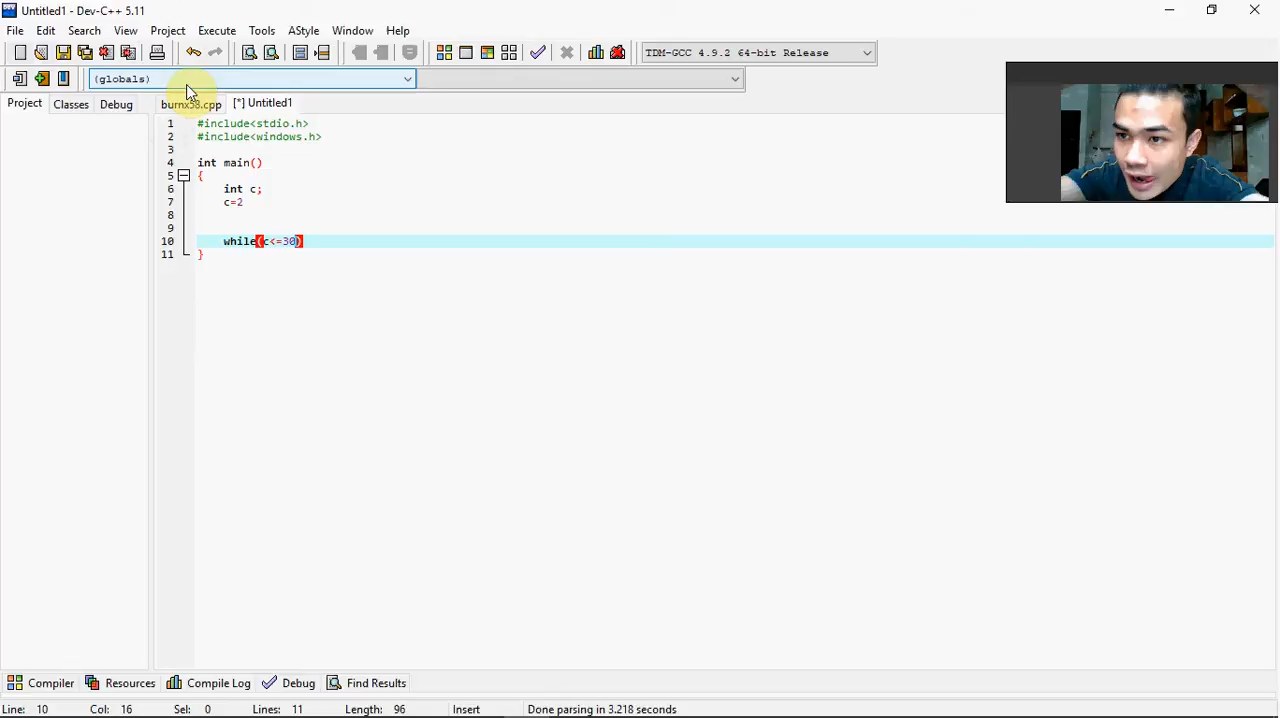 Untitled1 - Dev-C++ 5.11
File Edit Search View Project Execute Tools AStyle Window Help
TDM-GCC 4.9.2 64-bit Release
(globals)
Project Classes Debug burnx58.cpp [*] Untitled1
1 #include<stdio.h>
2 #include<windows.h>
3
4 int main()
5 {
6 int c;
7 c=2
8
9
10 while(c<=30)
11 }
Compiler Resources Compile Log Debug Find Results
Line: 10 Col: 16 Sel: 0 Lines: 11 Length: 96 Insert Done parsing in 3.218 seconds